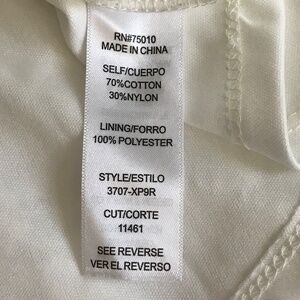 RN#75010
MADE IN CHINA
SELF/CUERPO
70%COTTON
30%NYLON
LINING/FORRO
100% POLYESTER
STYLE/ESTILO
3707-XP9R
CUT/CORTE
11461
SEE REVERSE
VER EL REVERSO